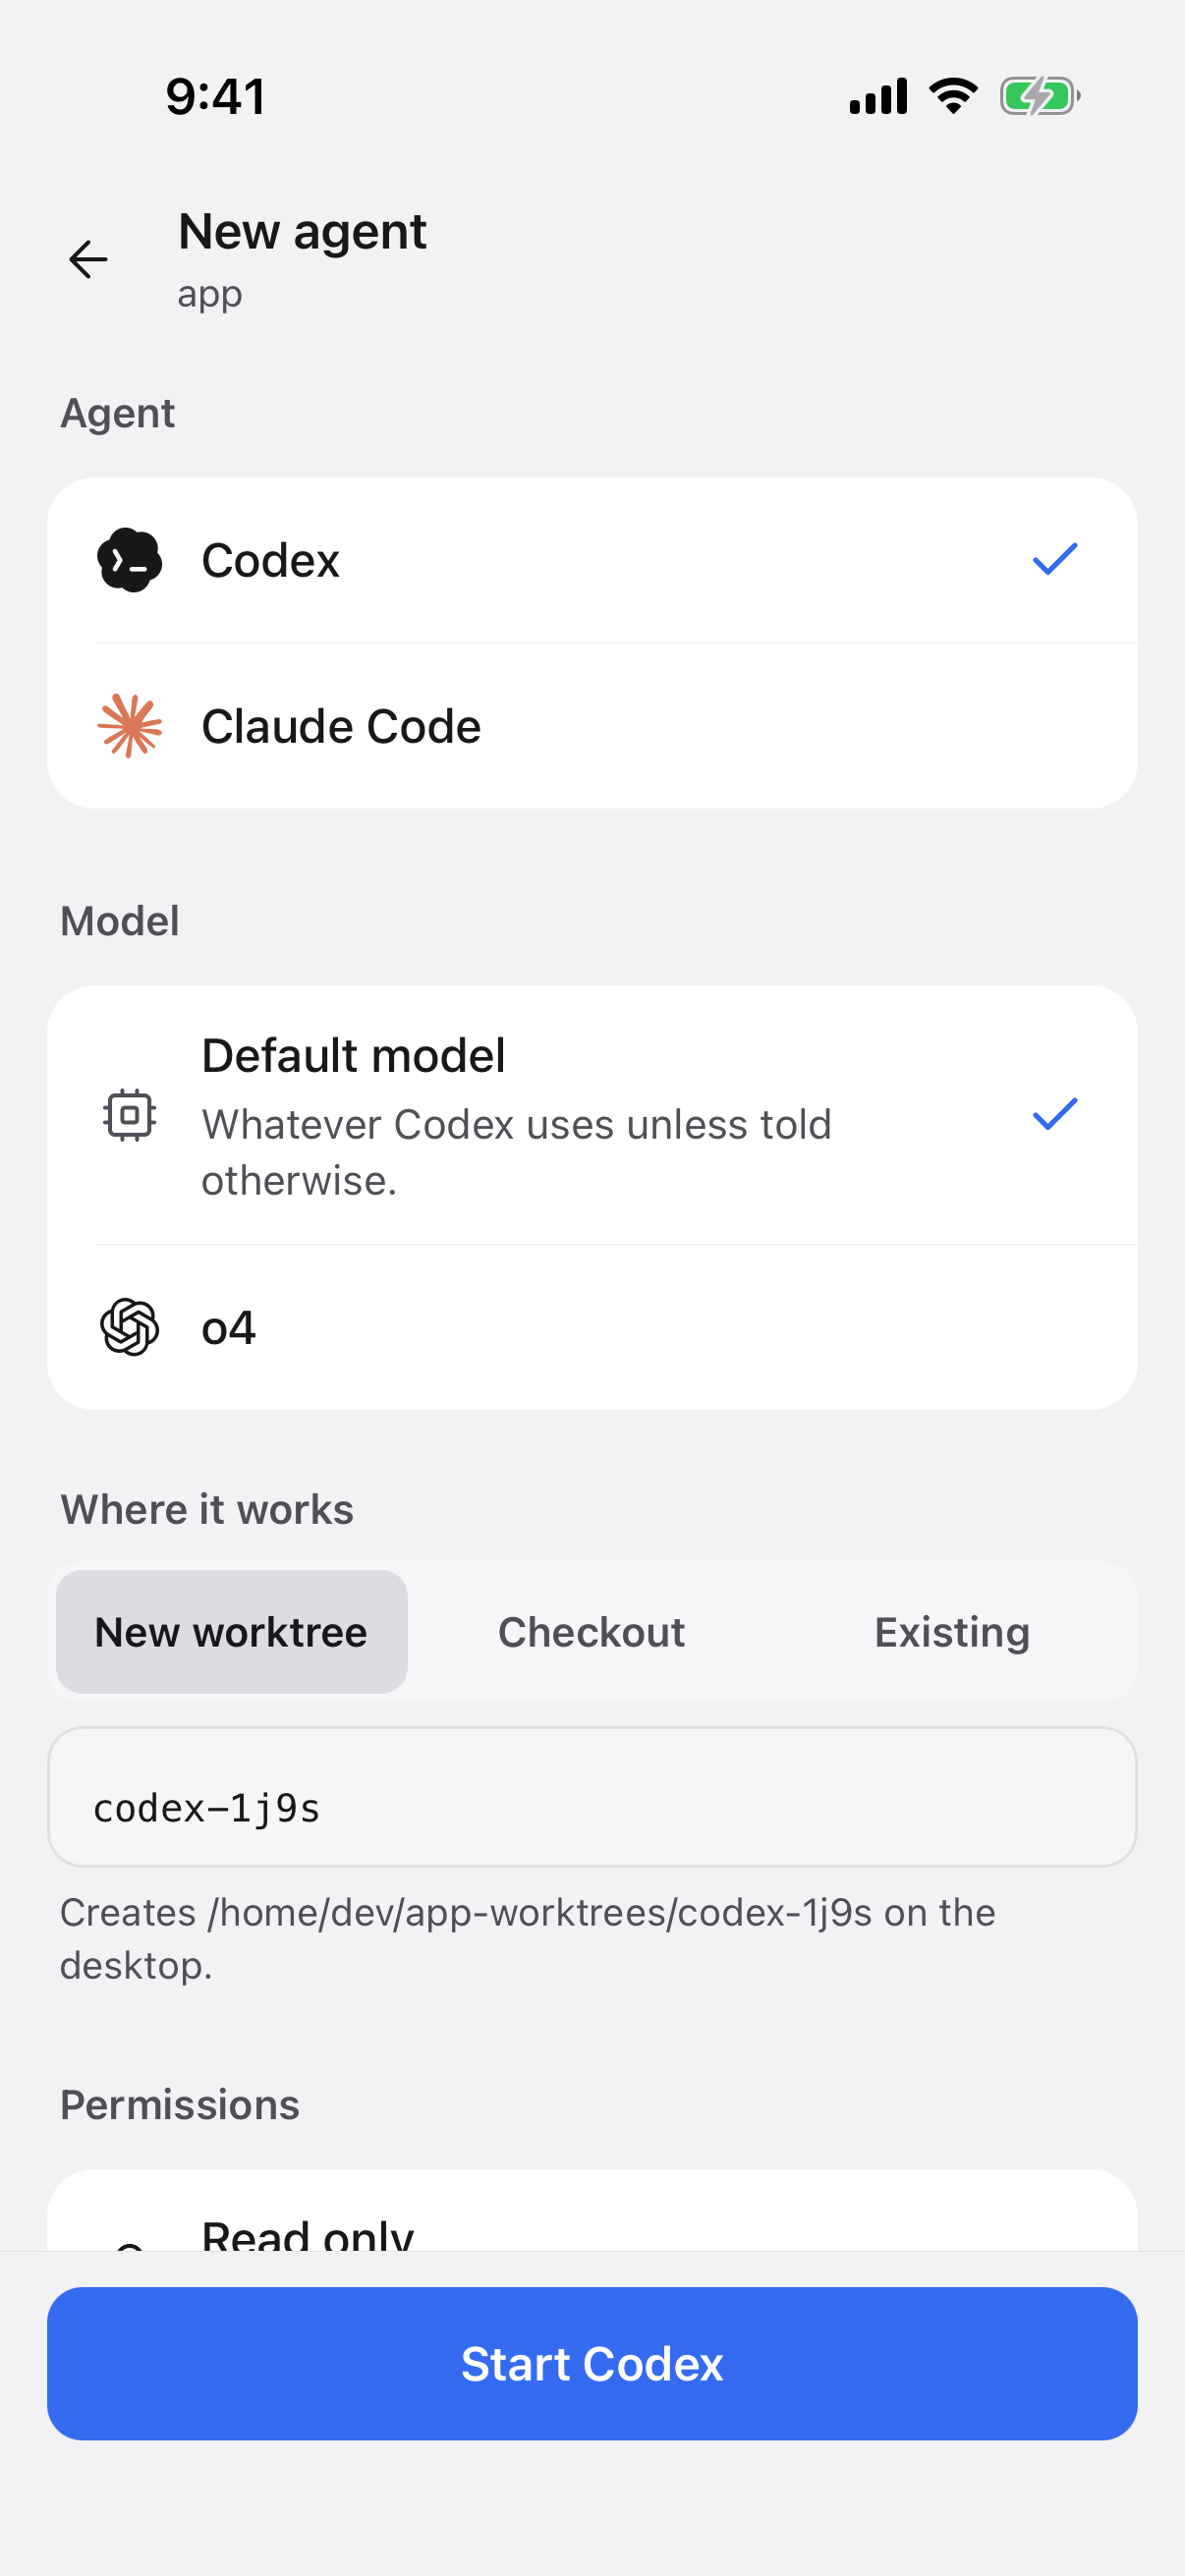 9:41
New agent
app
Agent
Codex
Claude Code
Model
Default model
Whatever Codex uses unless told
otherwise.
o4
Where it works
New worktree Checkout Existing
codex-1j9s
Creates /home/dev/app-worktrees/codex-1j9s on the
desktop.
Permissions
Read only
Start Codex